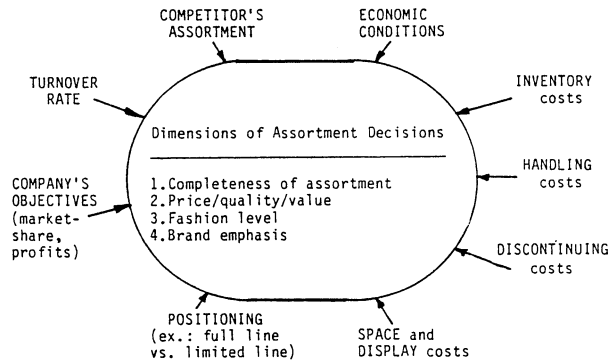 COMPETITOR'S
ASSORTMENT
ECONOMIC
CONDITIONS
TURNOVER
RATE
INVENTORY
costs
Dimensions of Assortment Decisions
1.Completeness of assortment
2.Price/quality/value
3.Fashion level
4.Brand emphasis
COMPANY'S
OBJECTIVES
(market-
share,
profits)
HANDLING
costs
DISCONTINUING
costs
POSITIONING
(ex.: full line
vs. limited line)
SPACE and
DISPLAY costs